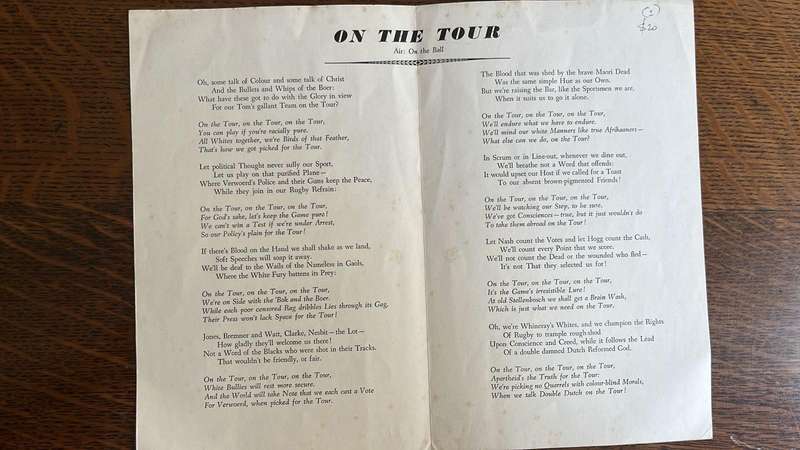 ON THE TOUR
Air: On the Ball
Oh, some talk of Colour and some talk of Christ
And the Bullets and Whips of the Boer:
What have these got to do with the Glory in view
For our Tom's gallant Team on the Tour?
On the Tour, on the Tour, on the Tour,
You can play if you're racially pure.
All Whites together, we're Birds of that Feather,
That's how we got picked for the Tour.
Let political Thought never sully our Sport,
Let us play on that purified Plane—
Where Verwoerd's Police and their Guns keep the Peace,
While they join in our Rugby Refrain:
On the Tour, on the Tour, on the Tour,
For God's sake, let's keep the Game pure!
We can't win a Test if we're under Arrest,
So our Policy's plain for the Tour!
If there's Blood on the Hand we shall shake as we land,
Soft Speeches will soap it away.
We'll be deaf to the Wails of the Nameless in Gaols,
Where the White Fury battens its Prey:
On the Tour, on the Tour, on the Tour,
We're on Side with the 'Bok and the Boer.
While each poor censored Rag dribbles Lies through its Gag,
Their Press won't lack Space for the Tour!
Jones, Bremner and Watt, Clarke, Nesbit—the Lot—
How gladly they'll welcome us there!
Not a Word of the Blacks who were shot in their Tracks.
That wouldn't be friendly, or fair.
On the Tour, on the Tour, on the Tour,
White Bullies will rest more secure.
And the World will take Note that we each cast a Vote
For Verwoerd, when picked for the Tour.
(2)
$20
The Blood that was shed by the brave Maori Dead
Was the same simple Hue as our Own.
But we're raising the Bar, like the Sportsmen we are,
When it suits us to go it alone.
On the Tour, on the Tour, on the Tour,
We'll endure what we have to endure.
We'll mind our white Manners like true Afrikaaners—
What else can we do, on the Tour?
In Scrum or in Line-out, whenever we dine out,
We'll breathe not a Word that offends:
It would upset our Host if we called for a Toast
To our absent brown-pigmented Friends!
On the Tour, on the Tour, on the Tour,
We'll be watching our Step, to be sure.
We've got Consciences—true, but it just wouldn't do
To take them abroad on the Tour!
Let Nash count the Votes and let Hogg count the Cash,
We'll count every Point that we score.
We'll not count the Dead or the wounded who fled—
It's not That they selected us for!
On the Tour, on the Tour, on the Tour,
It's the Game's irresistible Lure!
At old Stellenbosch we shall get a Brain Wash,
Which is just what we need on the Tour.
Oh, we're Whineray's Whites, and we champion the Rights
Of Rugby to trample rough-shod
Upon Conscience and Creed, while it follows the Lead
Of a double damned Dutch Reformed God.
On the Tour, on the Tour, on the Tour,
Apartheid's the Truth for the Tour:
We're picking no Quarrels with colour-blind Morals,
When we talk Double Dutch on the Tour!